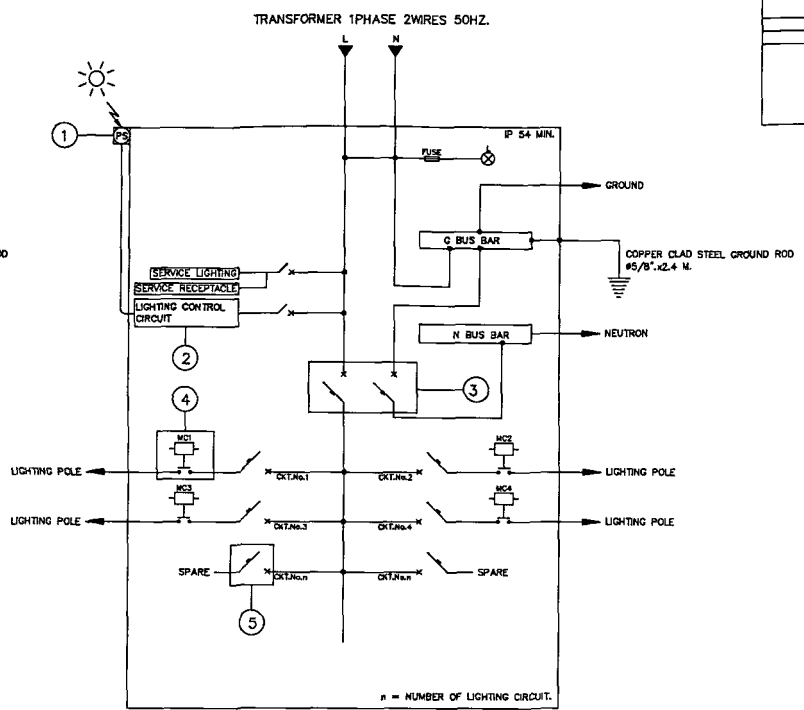 TRANSFORMER 1PHASE 2WIRES 50HZ.
L N
1
PS
IP 54 MIN.
FUSE
L
GROUND
G BUS BAR
COPPER CLAD STEEL GROUND ROD
ø5/8".x2.4 M.
OD
SERVICE LIGHTING
SERVICE RECEPTACLE
LIGHTING CONTROL
CIRCUIT
N BUS BAR
NEUTRON
2
3
4
MC1
MC2
LIGHTING POLE
CKT.No.1
CKT.No.2
LIGHTING POLE
MC3
MC4
LIGHTING POLE
CKT.No.3
CKT.No.4
LIGHTING POLE
SPARE
CKT.No.n
CKT.No.n
SPARE
5
n = NUMBER OF LIGHTING CIRCUIT.